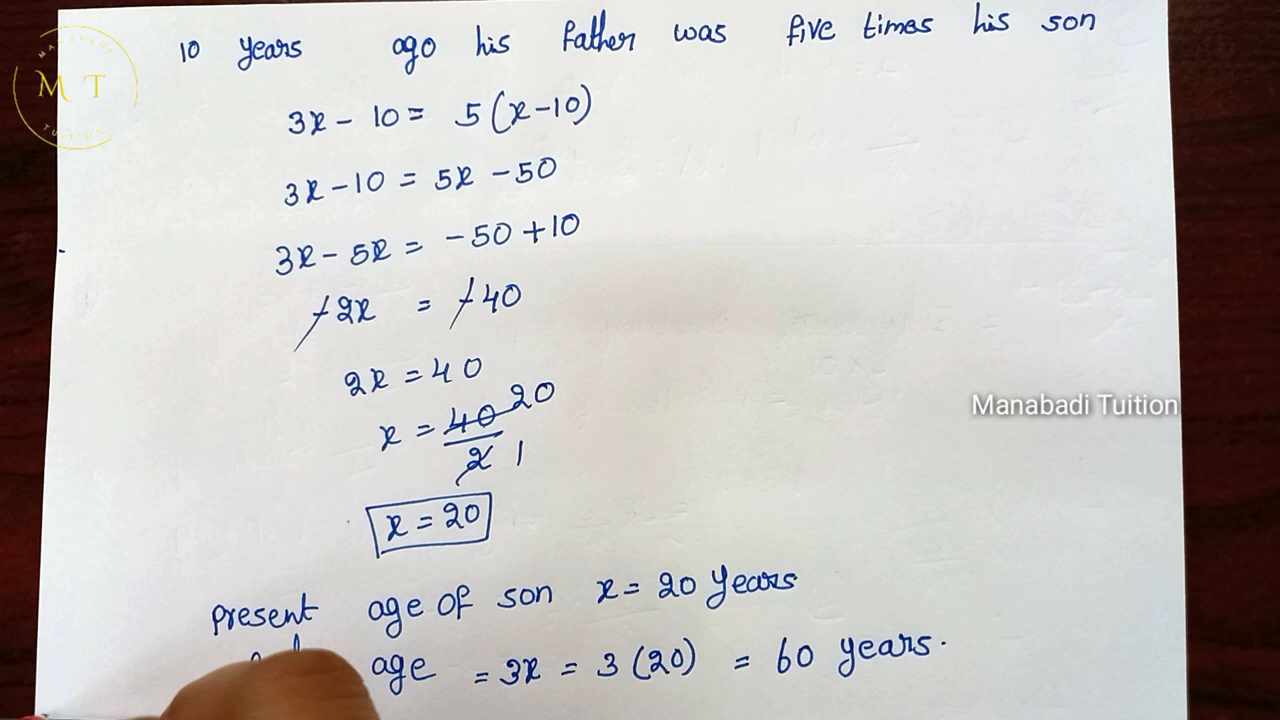 10 years ago his father was five times his son
M T
3x - 10 = 5(x-10)
3x-10 = 5x -50
3x- 5x = -50 +10
-2x = -40
2x = 40
Manabadi Tuition
x = 40/2 20 1
x = 20
present age of son x = 20 years
age = 3x = 3 (20) = 60 years.